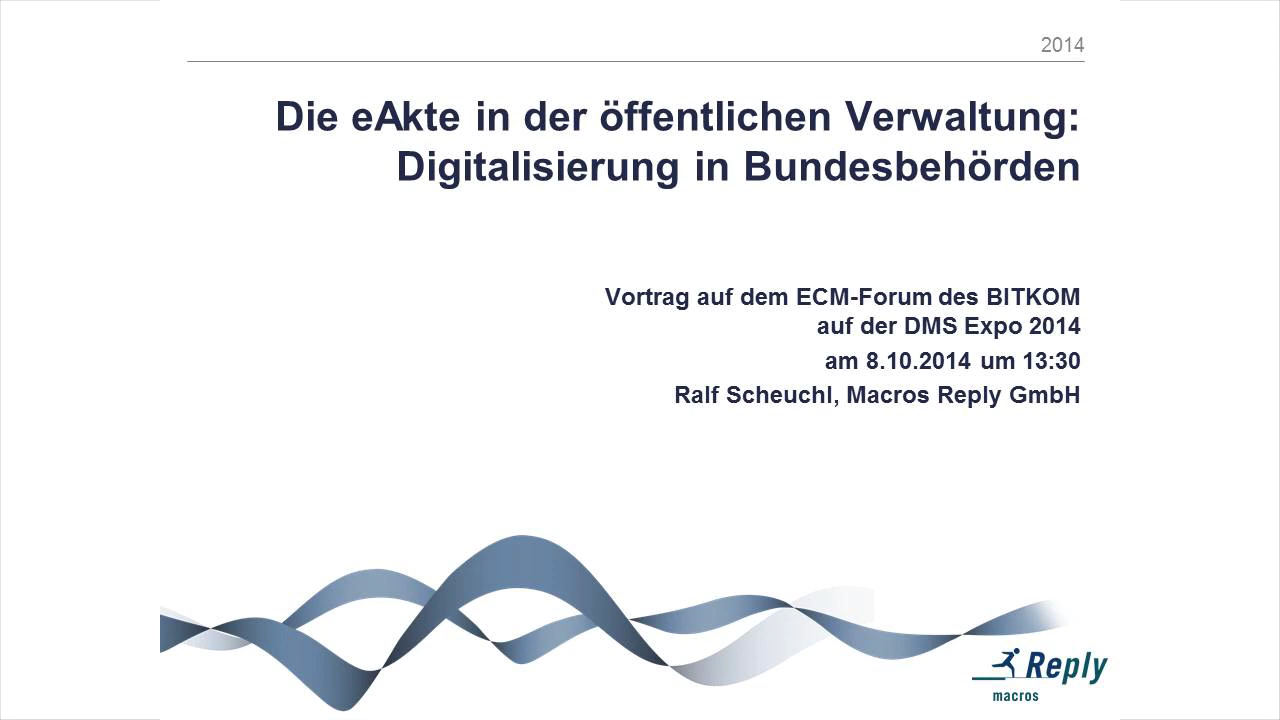 2014
Die eAkte in der öffentlichen Verwaltung:
Digitalisierung in Bundesbehörden
Vortrag auf dem ECM-Forum des BITKOM
auf der DMS Expo 2014
am 8.10.2014 um 13:30
Ralf Scheuchl, Macros Reply GmbH
Reply
macros